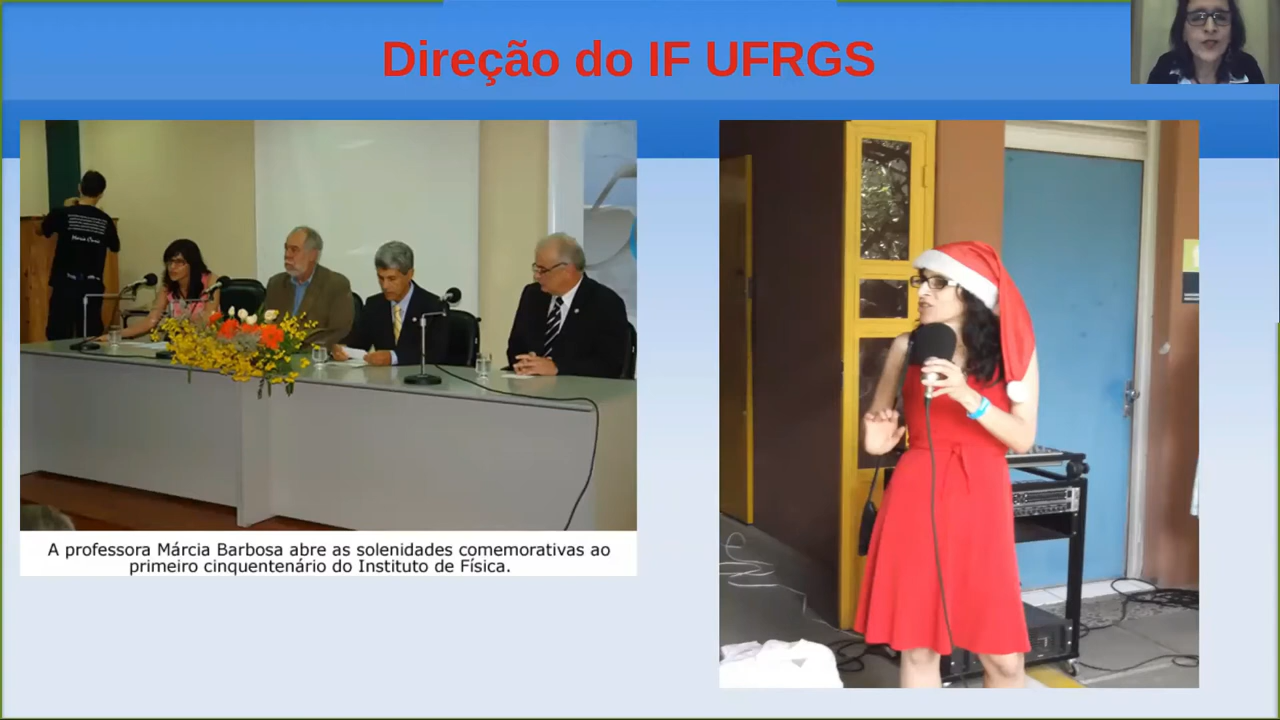 Direção do IF UFRGS
A professora Márcia Barbosa abre as solenidades comemorativas ao
primeiro cinquentenário do Instituto de Física.